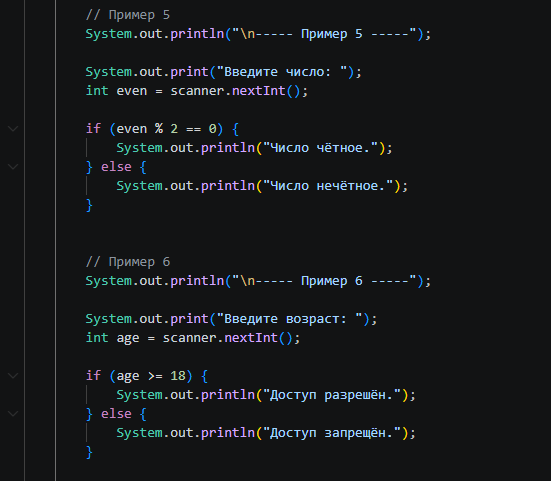 // Пример 5
System.out.println("\n----- Пример 5 -----");
System.out.print("Введите число: ");
int even = scanner.nextInt();
if (even % 2 == 0) {
System.out.println("Число чётное.");
} else {
System.out.println("Число нечётное.");
}
// Пример 6
System.out.println("\n----- Пример 6 -----");
System.out.print("Введите возраст: ");
int age = scanner.nextInt();
if (age >= 18) {
System.out.println("Доступ разрешён.");
} else {
System.out.println("Доступ запрещён.");
}